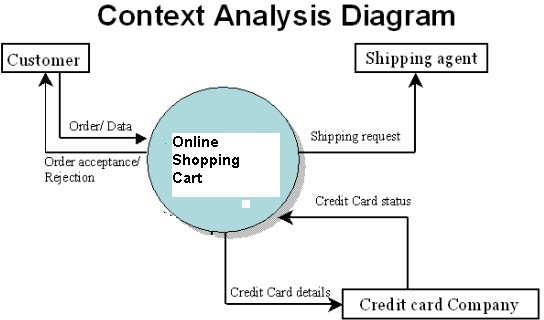 Context Analysis Diagram
Customer
Shipping agent
Order/ Data
Online
Shopping
Cart
Shipping request
Order acceptance/
Rejection
Credit Card status
Credit Card details
Credit card Company